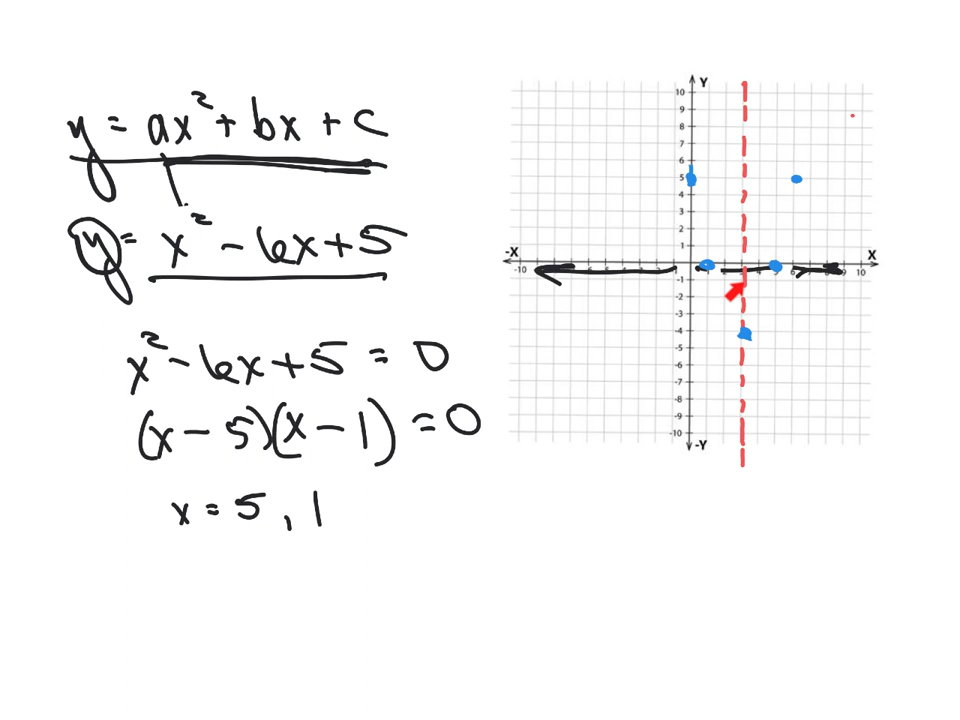 y = ax² + bx + c
y = x² - 6x + 5
x² - 6x + 5 = 0
(x - 5)(x - 1) = 0
x = 5, 1
Y
10
9
8
7
6
5
4
3
2
1
-X
X
-10
10
-1
-2
-3
-4
-5
-6
-7
-8
-9
-10
-Y